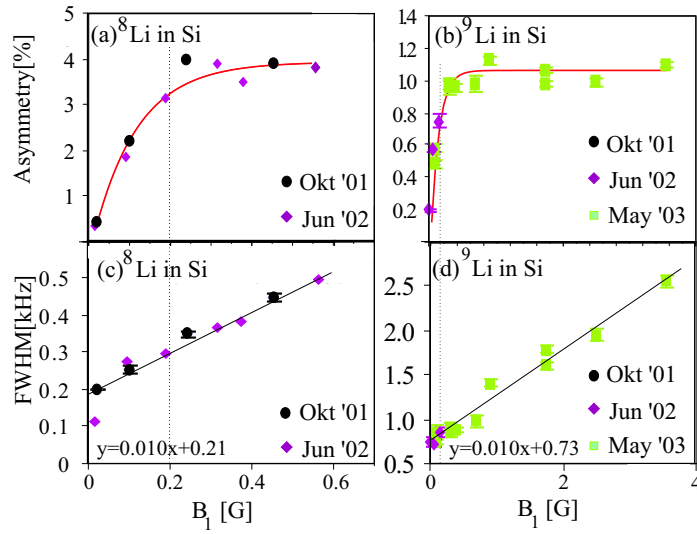 (a)⁸Li in Si
(b)⁹Li in Si
Asymmetry[%]
5
4
3
2
1
Okt '01
Jun '02
1.4
1.2
1.0
0.8
0.6
0.4
0.2
Okt '01
Jun '02
May '03
(c)⁸Li in Si
(d)⁹Li in Si
FWHM[kHz]
0.5
0.4
0.3
0.2
0.1
0
Okt '01
Jun '02
y=0.010x+0.21
2.5
2.0
1.5
1.0
0.5
Okt '01
Jun '02
May '03
y=0.010x+0.73
0 0.2 0.4 0.6
0 2 4
B₁ [G]
B₁ [G]